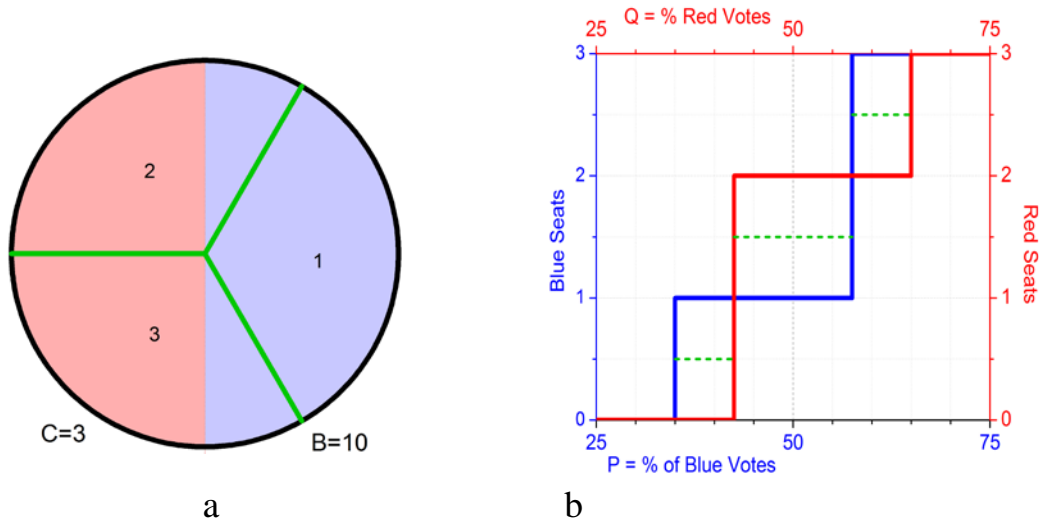 2
1
3
C=3
B=10
a
Q = % Red Votes
25
50
75
3
2
1
0
Blue Seats
3
2
1
0
Red Seats
25
50
75
P = % of Blue Votes
b